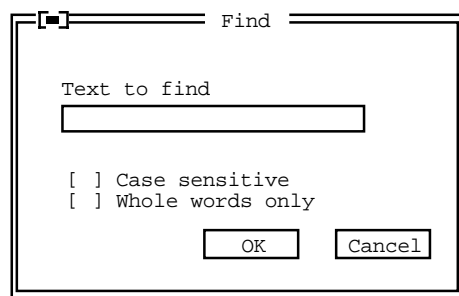 Find
Text to find
[ ] Case sensitive
[ ] Whole words only
OK Cancel